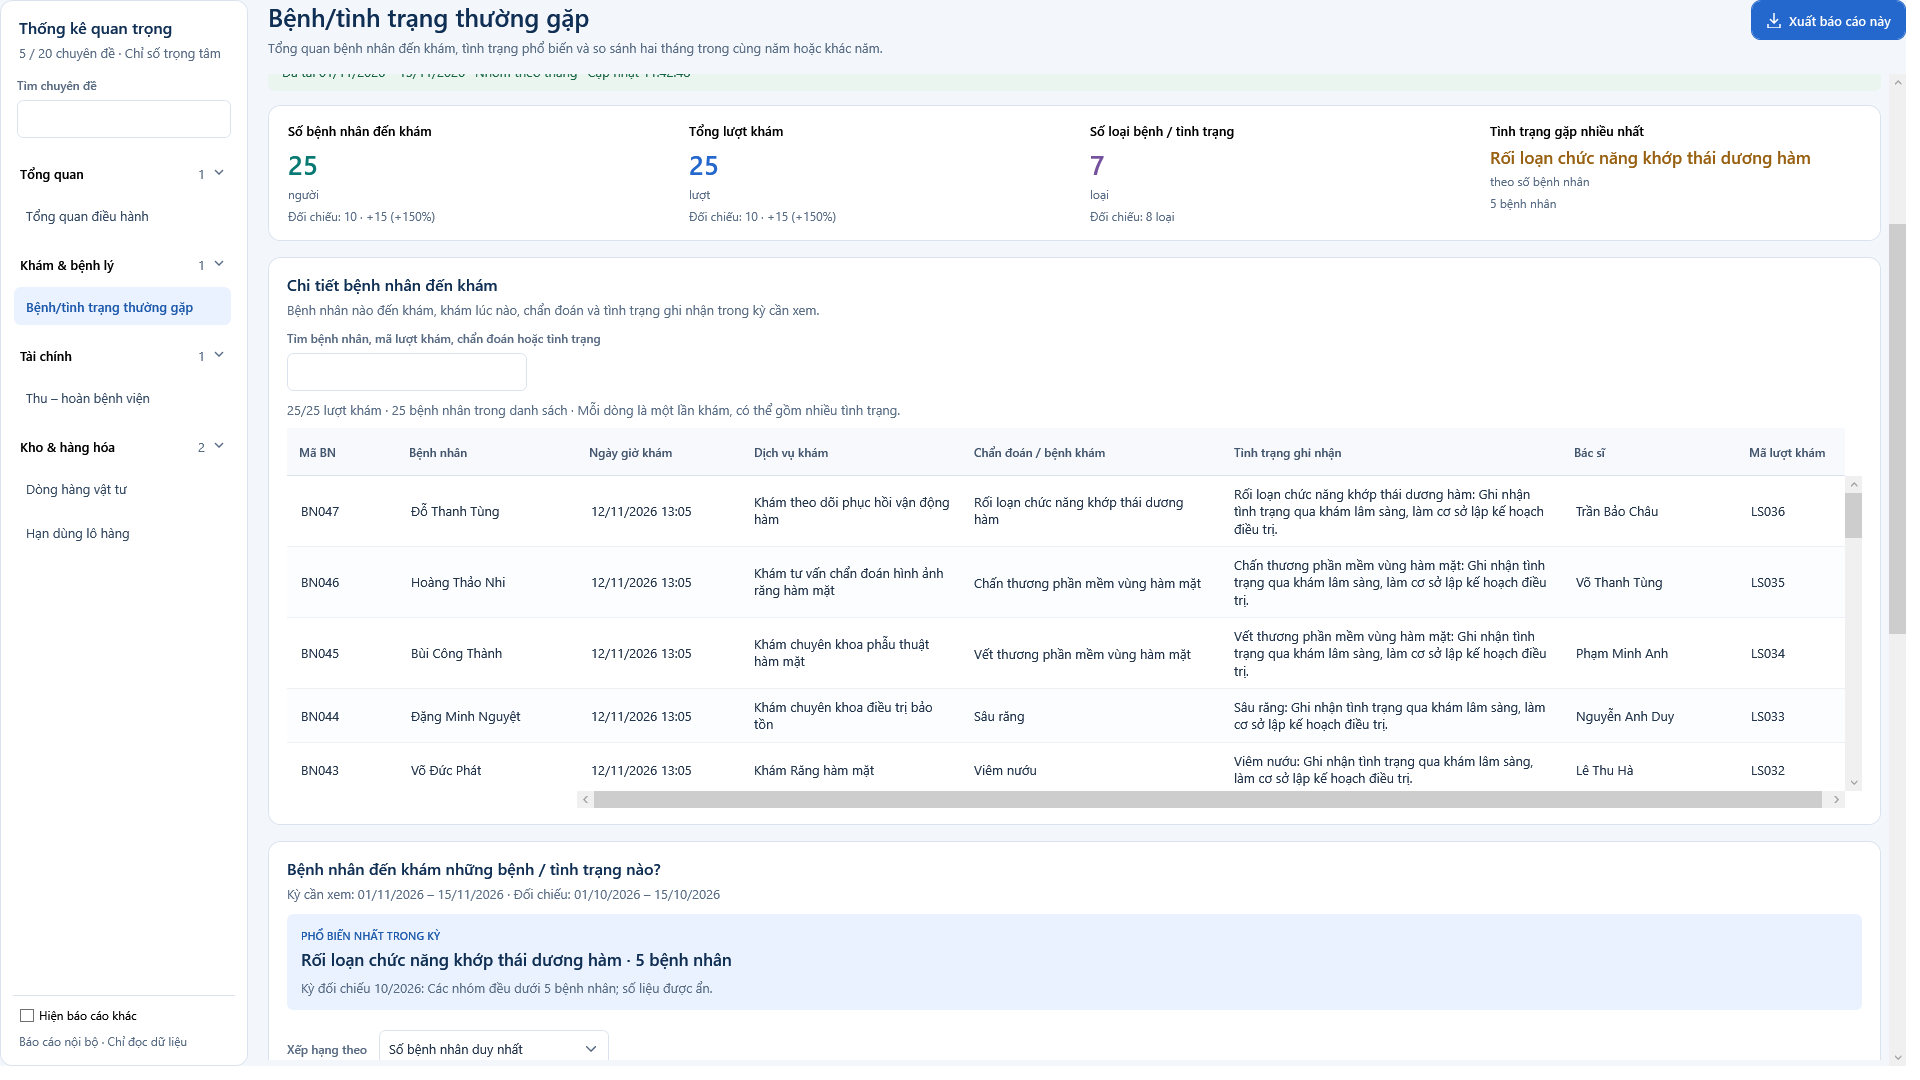 Thống kê quan trọng
5 / 20 chuyên đề · Chỉ số trọng tâm
Tìm chuyên đề
Tổng quan 1
Tổng quan điều hành
Khám & bệnh lý 1
Bệnh/tình trạng thường gặp
Tài chính 1
Thu – hoàn bệnh viện
Kho & hàng hóa 2
Dòng hàng vật tư
Hạn dùng lô hàng
Hiện báo cáo khác
Báo cáo nội bộ · Chỉ đọc dữ liệu
Bệnh/tình trạng thường gặp
Tổng quan bệnh nhân đến khám, tình trạng phổ biến và so sánh hai tháng trong cùng năm hoặc khác năm.
Xuất báo cáo này
Đã tải 01/11/2026 – 15/11/2026 · Nhóm theo tháng · Cập nhật 11:42:48
Số bệnh nhân đến khám
25
người
Đối chiếu: 10 · +15 (+150%)
Tổng lượt khám
25
lượt
Đối chiếu: 10 · +15 (+150%)
Số loại bệnh / tình trạng
7
loại
Đối chiếu: 8 loại
Tình trạng gặp nhiều nhất
Rối loạn chức năng khớp thái dương hàm
theo số bệnh nhân
5 bệnh nhân
Chi tiết bệnh nhân đến khám
Bệnh nhân nào đến khám, khám lúc nào, chẩn đoán và tình trạng ghi nhận trong kỳ cần xem.
Tìm bệnh nhân, mã lượt khám, chẩn đoán hoặc tình trạng
25/25 lượt khám · 25 bệnh nhân trong danh sách · Mỗi dòng là một lần khám, có thể gồm nhiều tình trạng.
Mã BN Bệnh nhân Ngày giờ khám Dịch vụ khám Chẩn đoán / bệnh khám Tình trạng ghi nhận Bác sĩ Mã lượt khám
BN047 Đỗ Thanh Tùng 12/11/2026 13:05 Khám theo dõi phục hồi vận động hàm Rối loạn chức năng khớp thái dương hàm Rối loạn chức năng khớp thái dương hàm: Ghi nhận tình trạng qua khám lâm sàng, làm cơ sở lập kế hoạch điều trị. Trần Bảo Châu LS036
BN046 Hoàng Thảo Nhi 12/11/2026 13:05 Khám tư vấn chẩn đoán hình ảnh răng hàm mặt Chấn thương phần mềm vùng hàm mặt Chấn thương phần mềm vùng hàm mặt: Ghi nhận tình trạng qua khám lâm sàng, làm cơ sở lập kế hoạch điều trị. Võ Thanh Tùng LS035
BN045 Bùi Công Thành 12/11/2026 13:05 Khám chuyên khoa phẫu thuật hàm mặt Vết thương phần mềm vùng hàm mặt Vết thương phần mềm vùng hàm mặt: Ghi nhận tình trạng qua khám lâm sàng, làm cơ sở lập kế hoạch điều trị. Phạm Minh Anh LS034
BN044 Đặng Minh Nguyệt 12/11/2026 13:05 Khám chuyên khoa điều trị bảo tồn Sâu răng Sâu răng: Ghi nhận tình trạng qua khám lâm sàng, làm cơ sở lập kế hoạch điều trị. Nguyễn Anh Duy LS033
BN043 Võ Đức Phát 12/11/2026 13:05 Khám Răng hàm mặt Viêm nướu Viêm nướu: Ghi nhận tình trạng qua khám lâm sàng, làm cơ sở lập kế hoạch điều trị. Lê Thu Hà LS032
Bệnh nhân đến khám những bệnh / tình trạng nào?
Kỳ cần xem: 01/11/2026 – 15/11/2026 · Đối chiếu: 01/10/2026 – 15/10/2026
PHỔ BIẾN NHẤT TRONG KỲ
Rối loạn chức năng khớp thái dương hàm · 5 bệnh nhân
Kỳ đối chiếu 10/2026: Các nhóm đều dưới 5 bệnh nhân; số liệu được ẩn.
Xếp hạng theo Số bệnh nhân duy nhất